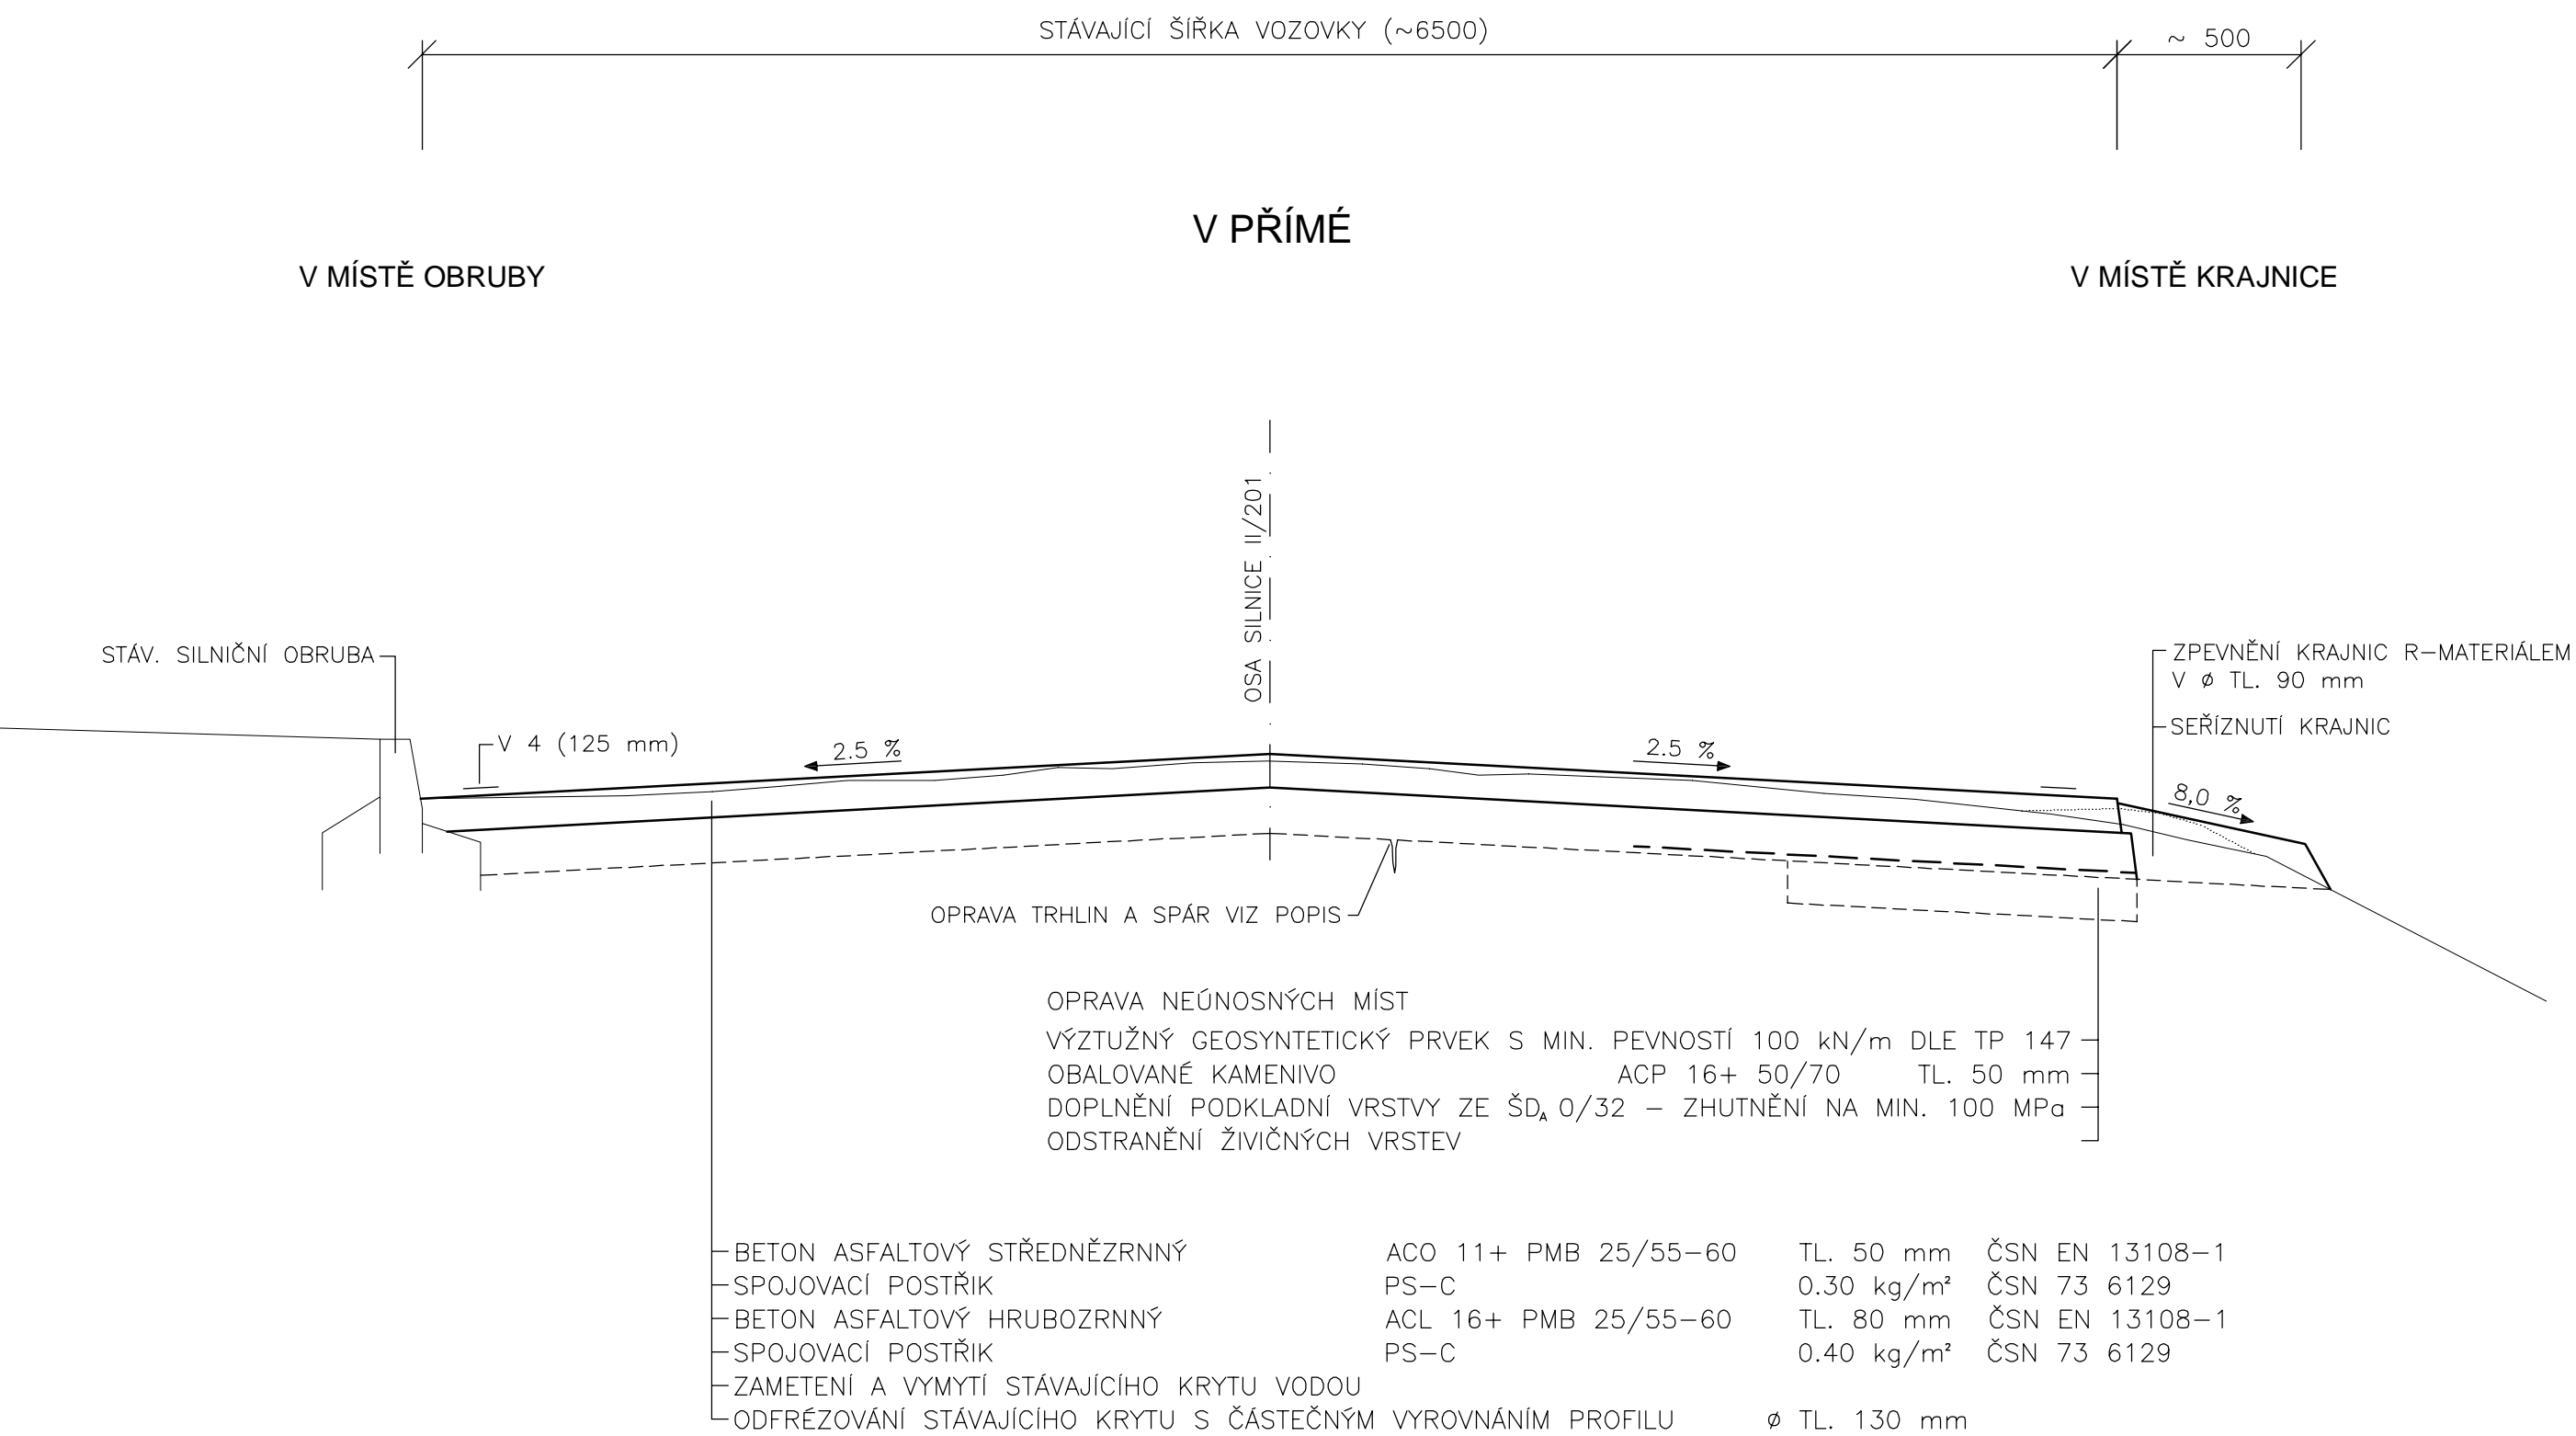 STÁVAJÍCÍ ŠÍŘKA VOZOVKY (~6500)
~ 500
V PŘÍMÉ
V MÍSTĚ OBRUBY
V MÍSTĚ KRAJNICE
OSA SILNICE II/201
STÁV. SILNIČNÍ OBRUBA
ZPEVNĚNÍ KRAJNIC R-MATERIÁLEM
V ø TL. 90 mm
SEŘÍZNUTÍ KRAJNIC
V 4 (125 mm)
2.5 %
2.5 %
8,0 %
OPRAVA TRHLIN A SPÁR VIZ POPIS
OPRAVA NEÚNOSNÝCH MÍST
VÝZTUŽNÝ GEOSYNTETICKÝ PRVEK S MIN. PEVNOSTÍ 100 kN/m DLE TP 147
OBALOVANÉ KAMENIVO ACP 16+ 50/70 TL. 50 mm
DOPLNĚNÍ PODKLADNÍ VRSTVY ZE ŠDA 0/32 – ZHUTNĚNÍ NA MIN. 100 MPa
ODSTRANĚNÍ ŽIVIČNÝCH VRSTEV
BETON ASFALTOVÝ STŘEDNĚZRNNÝ ACO 11+ PMB 25/55-60 TL. 50 mm ČSN EN 13108-1
SPOJOVACÍ POSTŘIK PS-C 0.30 kg/m² ČSN 73 6129
BETON ASFALTOVÝ HRUBOZRNNÝ ACL 16+ PMB 25/55-60 TL. 80 mm ČSN EN 13108-1
SPOJOVACÍ POSTŘIK PS-C 0.40 kg/m² ČSN 73 6129
ZAMETENÍ A VYMYTÍ STÁVAJÍCÍHO KRYTU VODOU
ODFRÉZOVÁNÍ STÁVAJÍCÍHO KRYTU S ČÁSTEČNÝM VYROVNÁNÍM PROFILU ø TL. 130 mm